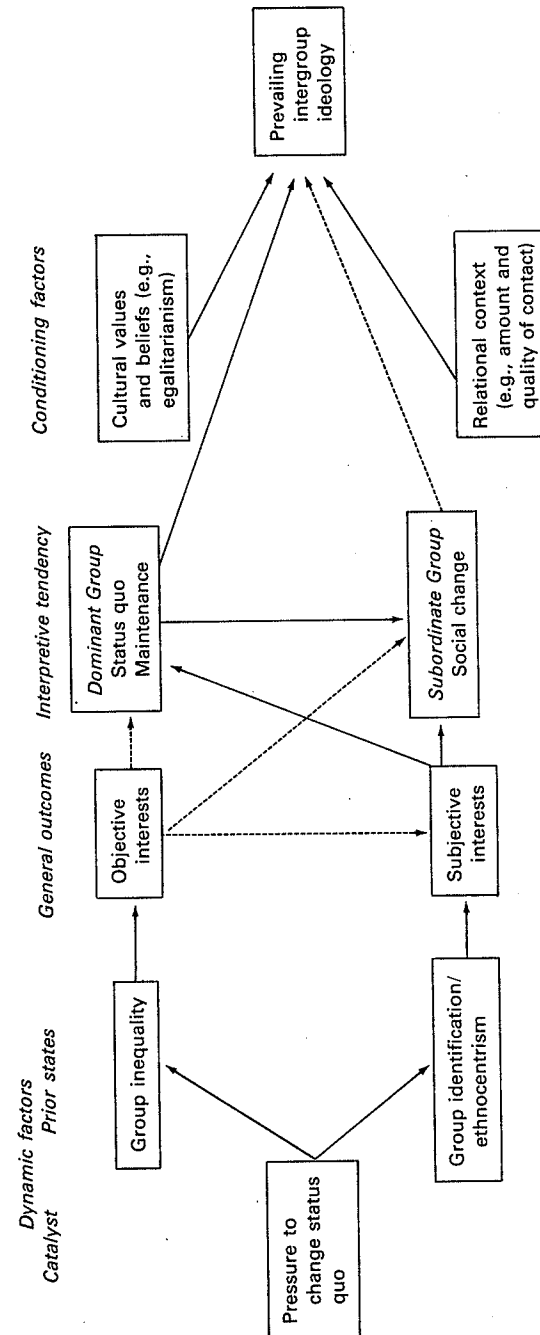 Dynamic factors
Catalyst
Prior states
General outcomes
Interpretive tendency
Conditioning factors
Pressure to
change status
quo
Group inequality
Group identification/
ethnocentrism
Objective
interests
Subjective
interests
Dominant Group
Status quo
Maintenance
Subordinate Group
Social change
Cultural values
and beliefs (e.g.,
egalitarianism)
Relational context
(e.g., amount and
quality of contact)
Prevailing
intergroup
ideology